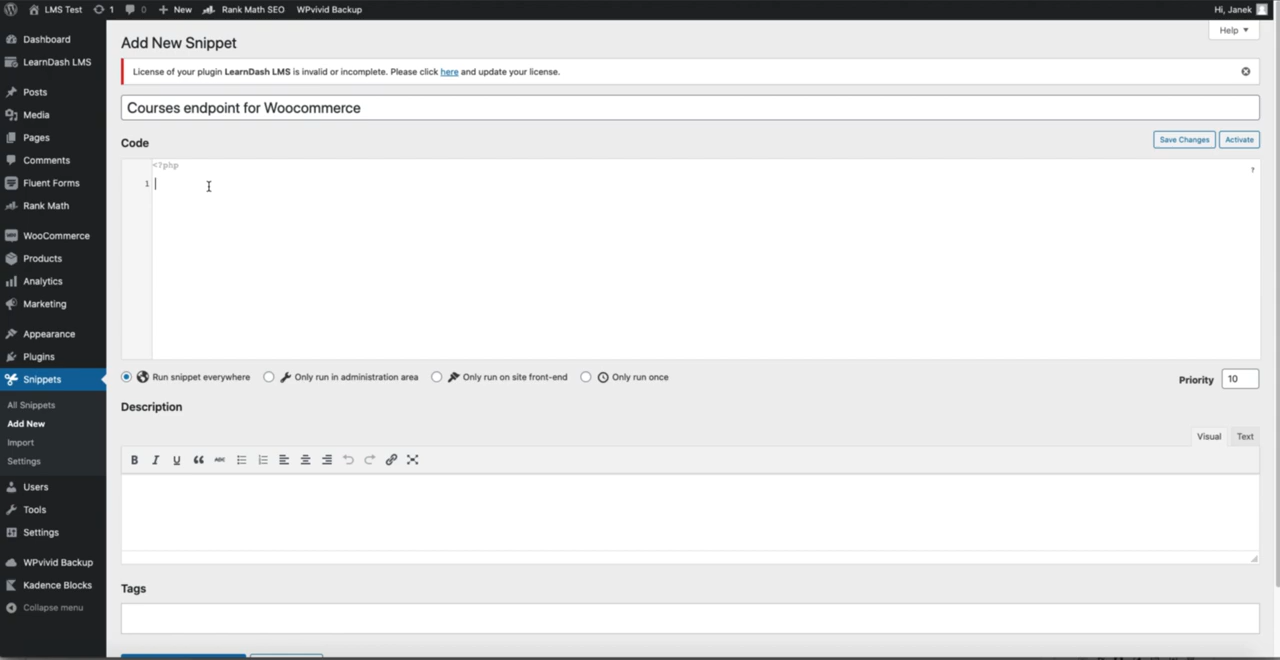 LMS Test 1 0 New Rank Math SEO WPvivid Backup Hi, Janek
Help ▼
Dashboard
LearnDash LMS
Posts
Media
Pages
Comments
Fluent Forms
Rank Math
WooCommerce
Products
Analytics
Marketing
Appearance
Plugins
Snippets
All Snippets
Add New
Import
Settings
Users
Tools
Settings
WPvivid Backup
Kadence Blocks
Collapse menu
Add New Snippet
License of your plugin LearnDash LMS is invalid or incomplete. Please click here and update your license.
Courses endpoint for Woocommerce
Code
Save Changes Activate
<?php
?
1
Run snippet everywhere Only run in administration area Only run on site front-end Only run once
Priority 10
Description
Visual Text
B I U ABC
Tags